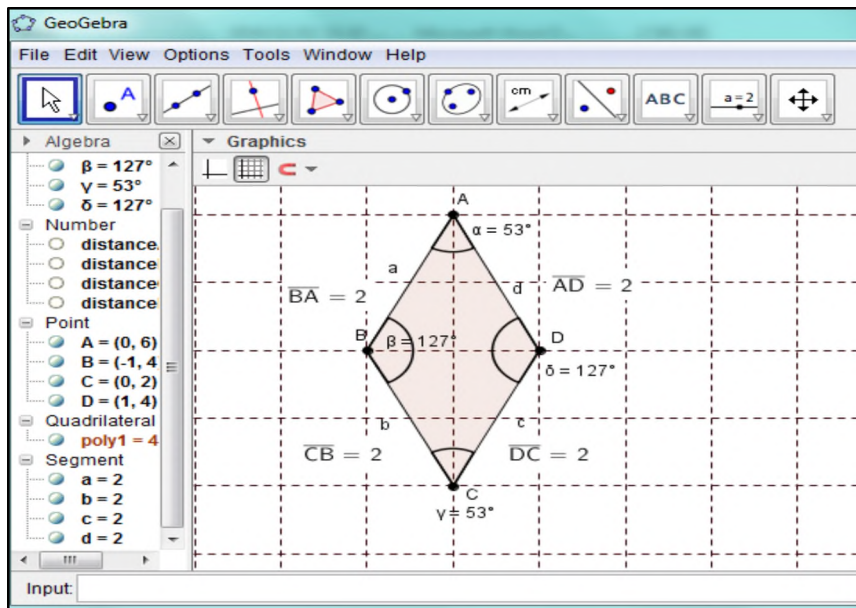 GeoGebra
File Edit View Options Tools Window Help
A
cm
ABC
a=2
Algebra
β = 127°
γ = 53°
δ = 127°
Number
distance
distance
distance
distance
Point
A = (0, 6)
B = (-1, 4
C = (0, 2)
D = (1, 4)
Quadrilateral
poly1 = 4
Segment
a = 2
b = 2
c = 2
d = 2
Graphics
A
α = 53°
a
d
BA = 2
AD = 2
B
β = 127°
D
δ = 127°
b
c
CB = 2
DC = 2
C
γ = 53°
Input: